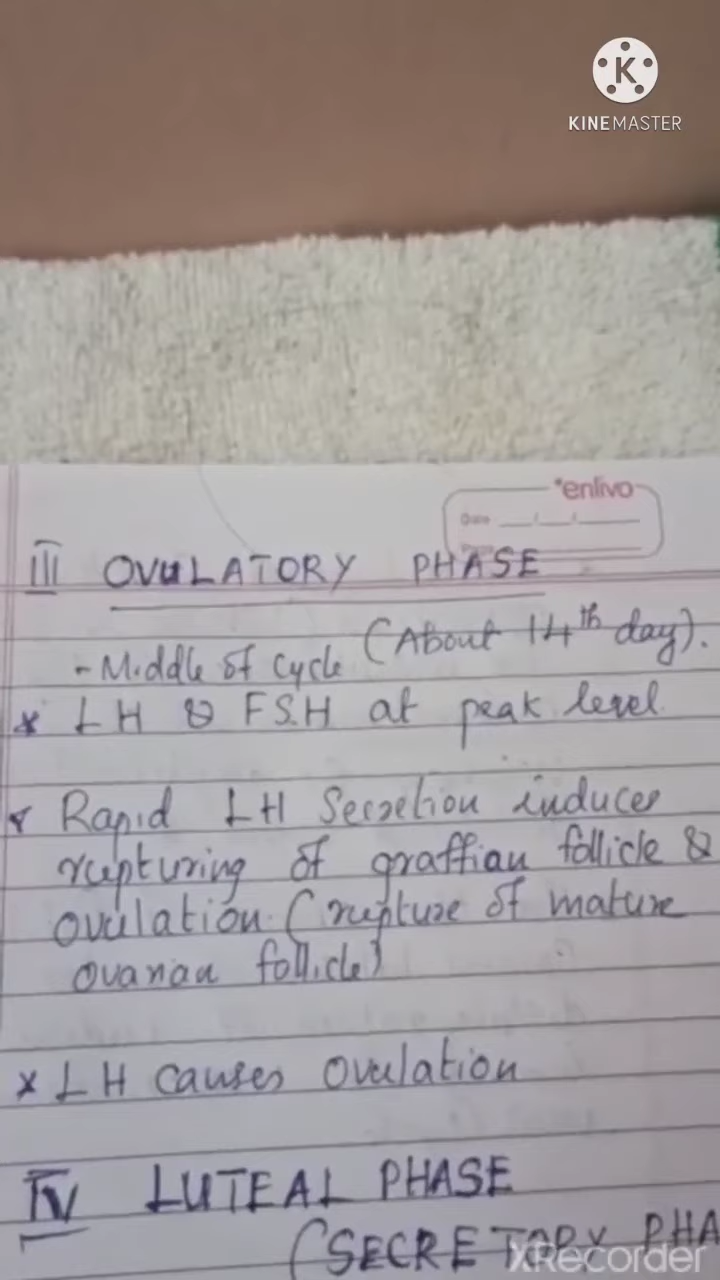 KINEMASTER
enlivo
Date
III OVULATORY PHASE
- Middle of cycle (About 14th day).
* LH & FSH at peak level
* Rapid LH Secretion induces
rupturing of graffian follicle &
ovulation (rupture of mature
ovarian follicle)
* LH causes Ovulation
IV LUTEAL PHASE
(SECRETORY PHA
XRecorder